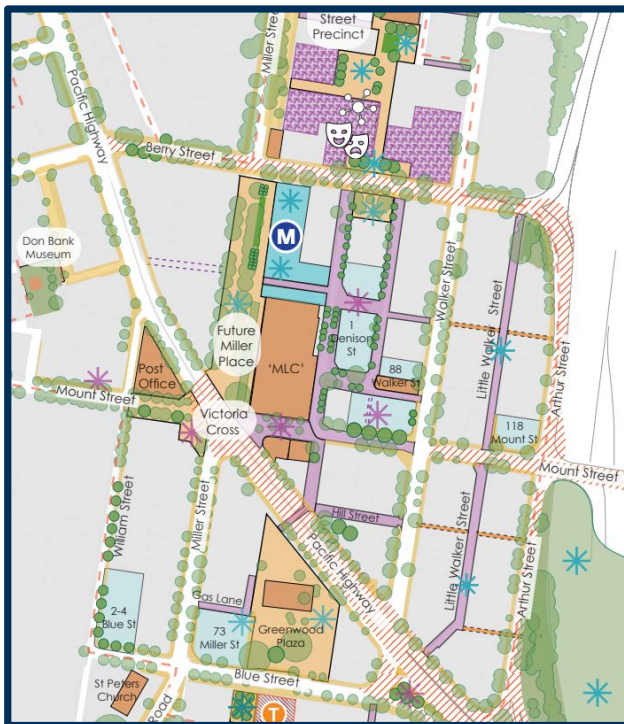 Street
Precinct
Miller Street
Pacific Highway
Berry Street
M
Don Bank
Museum
Walker Street
Little Walker Street
Arthur Street
Future
Miller
Place
1
Denison
St
Post
Office
'MLC'
88
Walker St
Mount Street
Victoria
Cross
118
Mount St
Mount Street
William Street
Miller Street
Hill Street
Pacific Highway
Little Walker Street
Arthur Street
Gas Lane
2-4
Blue St
73
Miller St
Greenwood
Plaza
Blue Street
St Peters
Church
Road
T